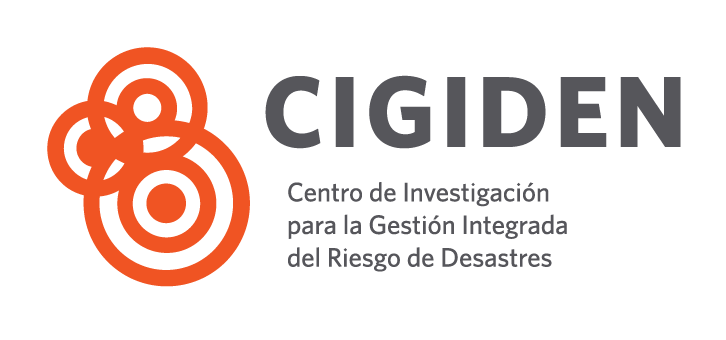 CIGIDEN
Centro de Investigación
para la Gestión Integrada
del Riesgo de Desastres